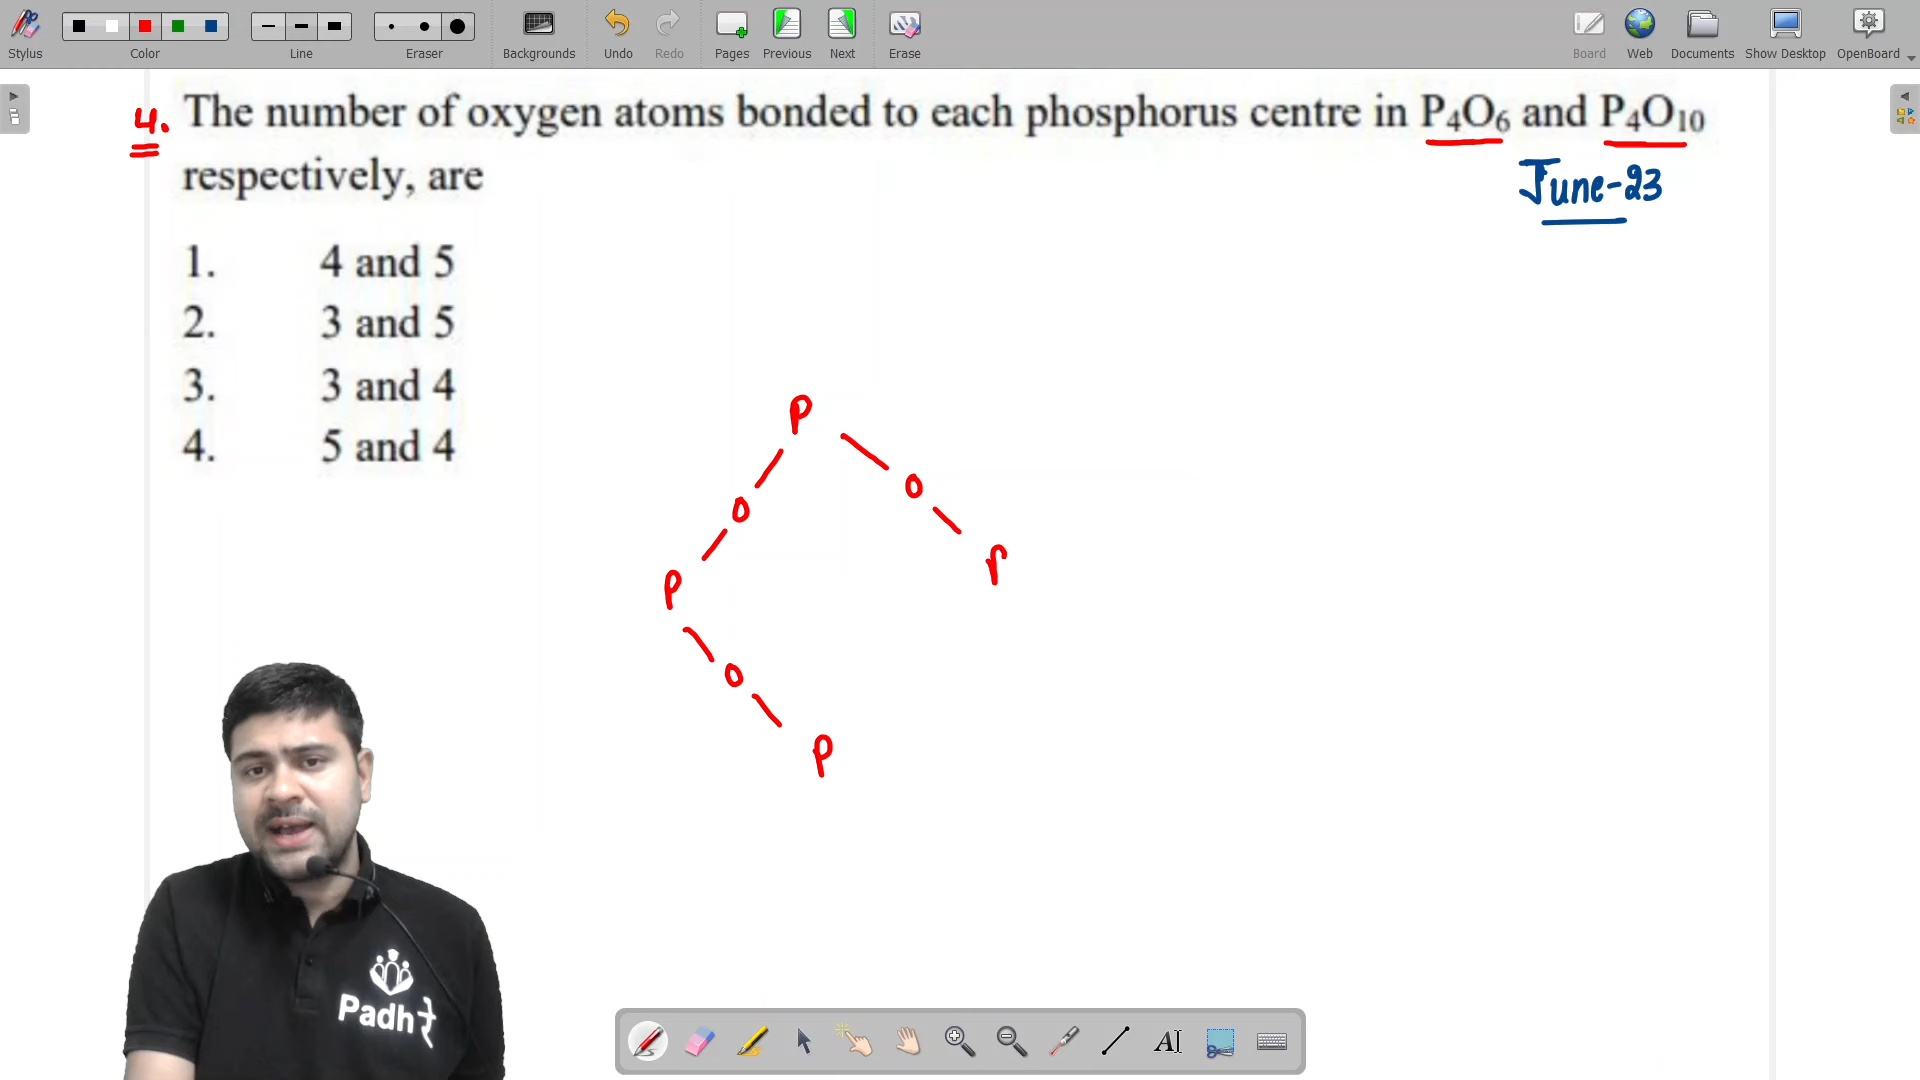 Stylus Color Line Eraser Backgrounds Undo Redo Pages Previous Next Erase Board Web Documents Show Desktop OpenBoard
4. The number of oxygen atoms bonded to each phosphorus centre in P₄O₆ and P₄O₁₀
respectively, are
June-23
1. 4 and 5
2. 3 and 5
3. 3 and 4
4. 5 and 4
P
O
O
P
P
O
P
Padhरे
AI